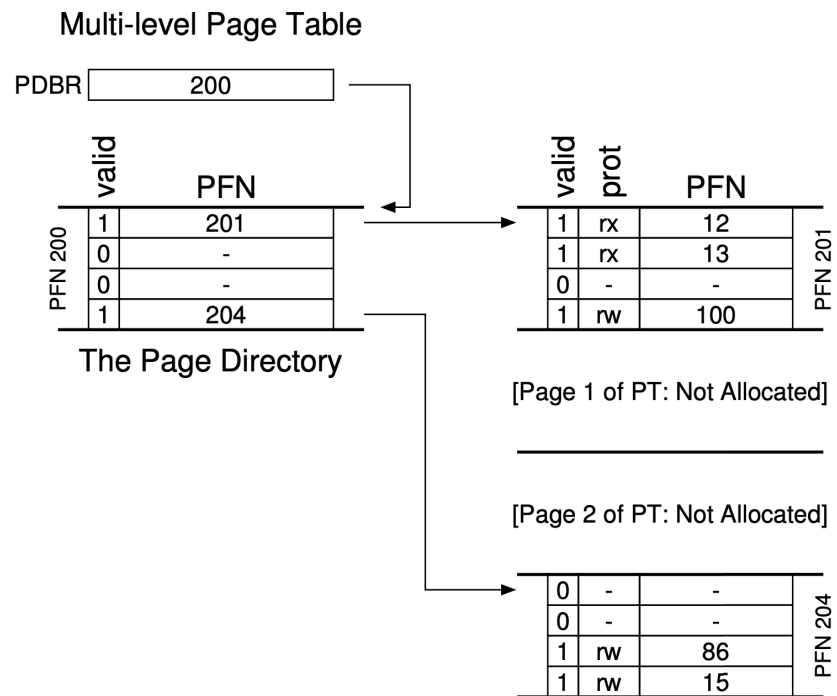 Multi-level Page Table
PDBR 200
valid PFN
PFN 200
1 201
0 -
0 -
1 204
The Page Directory
valid prot PFN
1 rx 12
1 rx 13
0 - -
1 rw 100
PFN 201
[Page 1 of PT: Not Allocated]
[Page 2 of PT: Not Allocated]
0 - -
0 - -
1 rw 86
1 rw 15
PFN 204